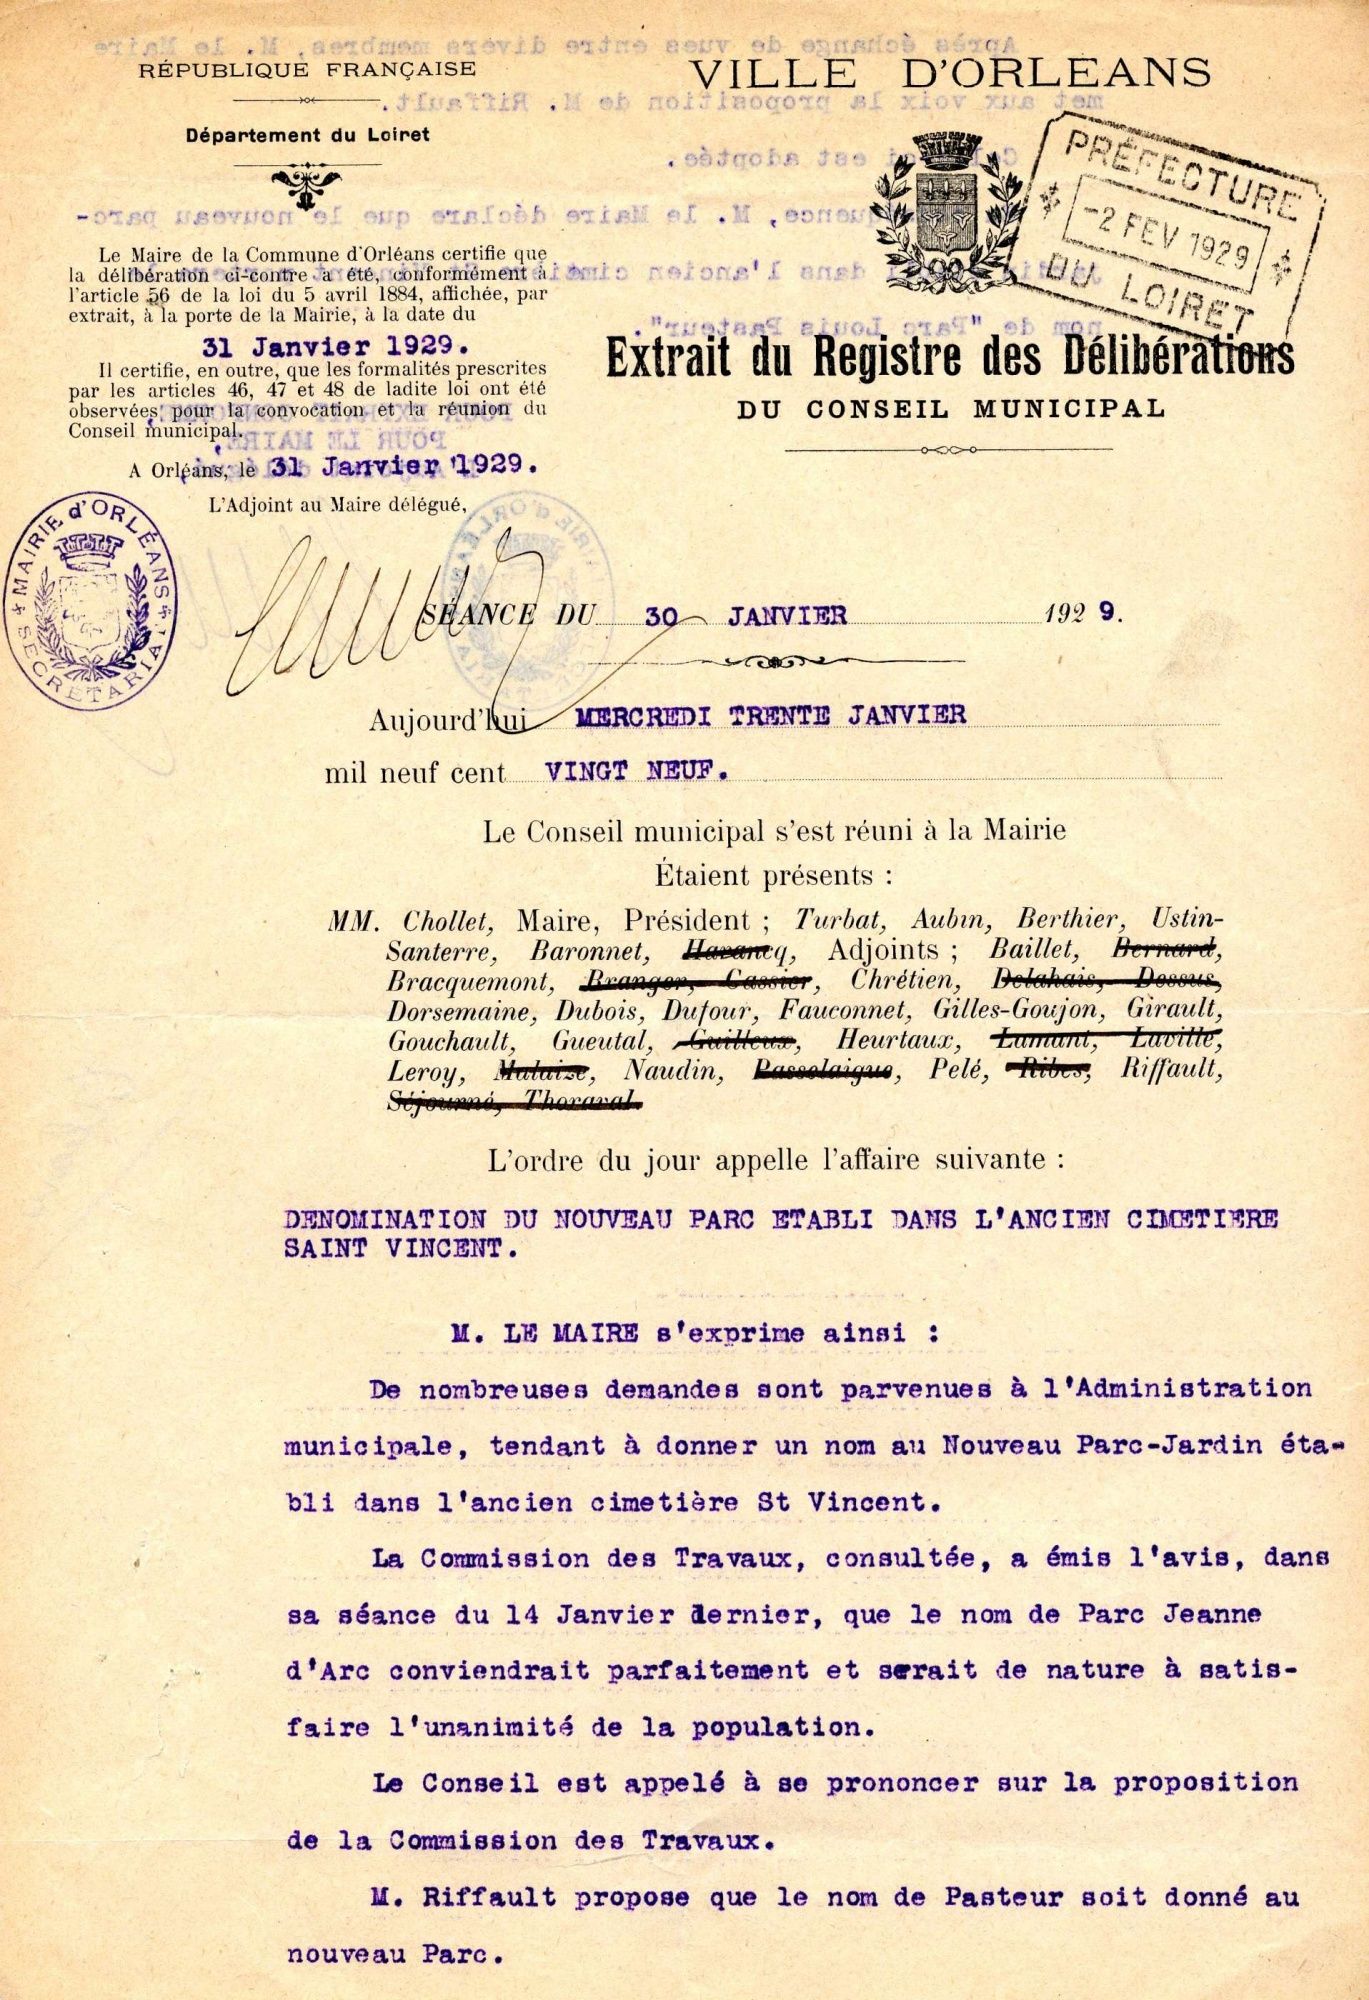 RÉPUBLIQUE FRANÇAISE
Département du Loiret
Le Maire de la Commune d'Orléans certifie que
la délibération ci-contre a été, conformément à
l'article 56 de la loi du 5 avril 1884, affichée, par
extrait, à la porte de la Mairie, à la date du
31 Janvier 1929.
Il certifie, en outre, que les formalités prescrites
par les articles 46, 47 et 48 de ladite loi ont été
observées pour la convocation et la réunion du
Conseil municipal.
A Orléans, le 31 Janvier 1929.
L'Adjoint au Maire délégué,
MAIRIE d'ORLÉANS
SECRETARIAT
VILLE D'ORLEANS
PRÉFECTURE
-2 FEV 1929
DU LOIRET
Extrait du Registre des Délibérations
DU CONSEIL MUNICIPAL
SÉANCE DU 30 JANVIER 1929.
Aujourd'hui MERCREDI TRENTE JANVIER
mil neuf cent VINGT NEUF.
Le Conseil municipal s'est réuni à la Mairie
Étaient présents :
MM. Chollet, Maire, Président ; Turbat, Aubin, Berthier, Ustin-
Santerre, Baronnet, Harancq, Adjoints ; Baillet, Bernard,
Bracquemont, Branger, Cassier, Chrétien, Delahais, Dessus,
Dorsemaine, Dubois, Dufour, Fauconnet, Gilles-Goujon, Girault,
Gouchault, Gueutal, Guilleux, Heurtaux, Lamant, Laville,
Leroy, Malaize, Naudin, Passelaigue, Pelé, Ribes, Riffault,
Séjourné, Thoraval.
L'ordre du jour appelle l'affaire suivante :
DENOMINATION DU NOUVEAU PARC ETABLI DANS L'ANCIEN CIMETIERE
SAINT VINCENT.
M. LE MAIRE s'exprime ainsi :
De nombreuses demandes sont parvenues à l'Administration
municipale, tendant à donner un nom au Nouveau Parc-Jardin éta-
bli dans l'ancien cimetière St Vincent.
La Commission des Travaux, consultée, a émis l'avis, dans
sa séance du 14 Janvier dernier, que le nom de Parc Jeanne
d'Arc conviendrait parfaitement et serait de nature à satis-
faire l'unanimité de la population.
Le Conseil est appelé à se prononcer sur la proposition
de la Commission des Travaux.
M. Riffault propose que le nom de Pasteur soit donné au
nouveau Parc.